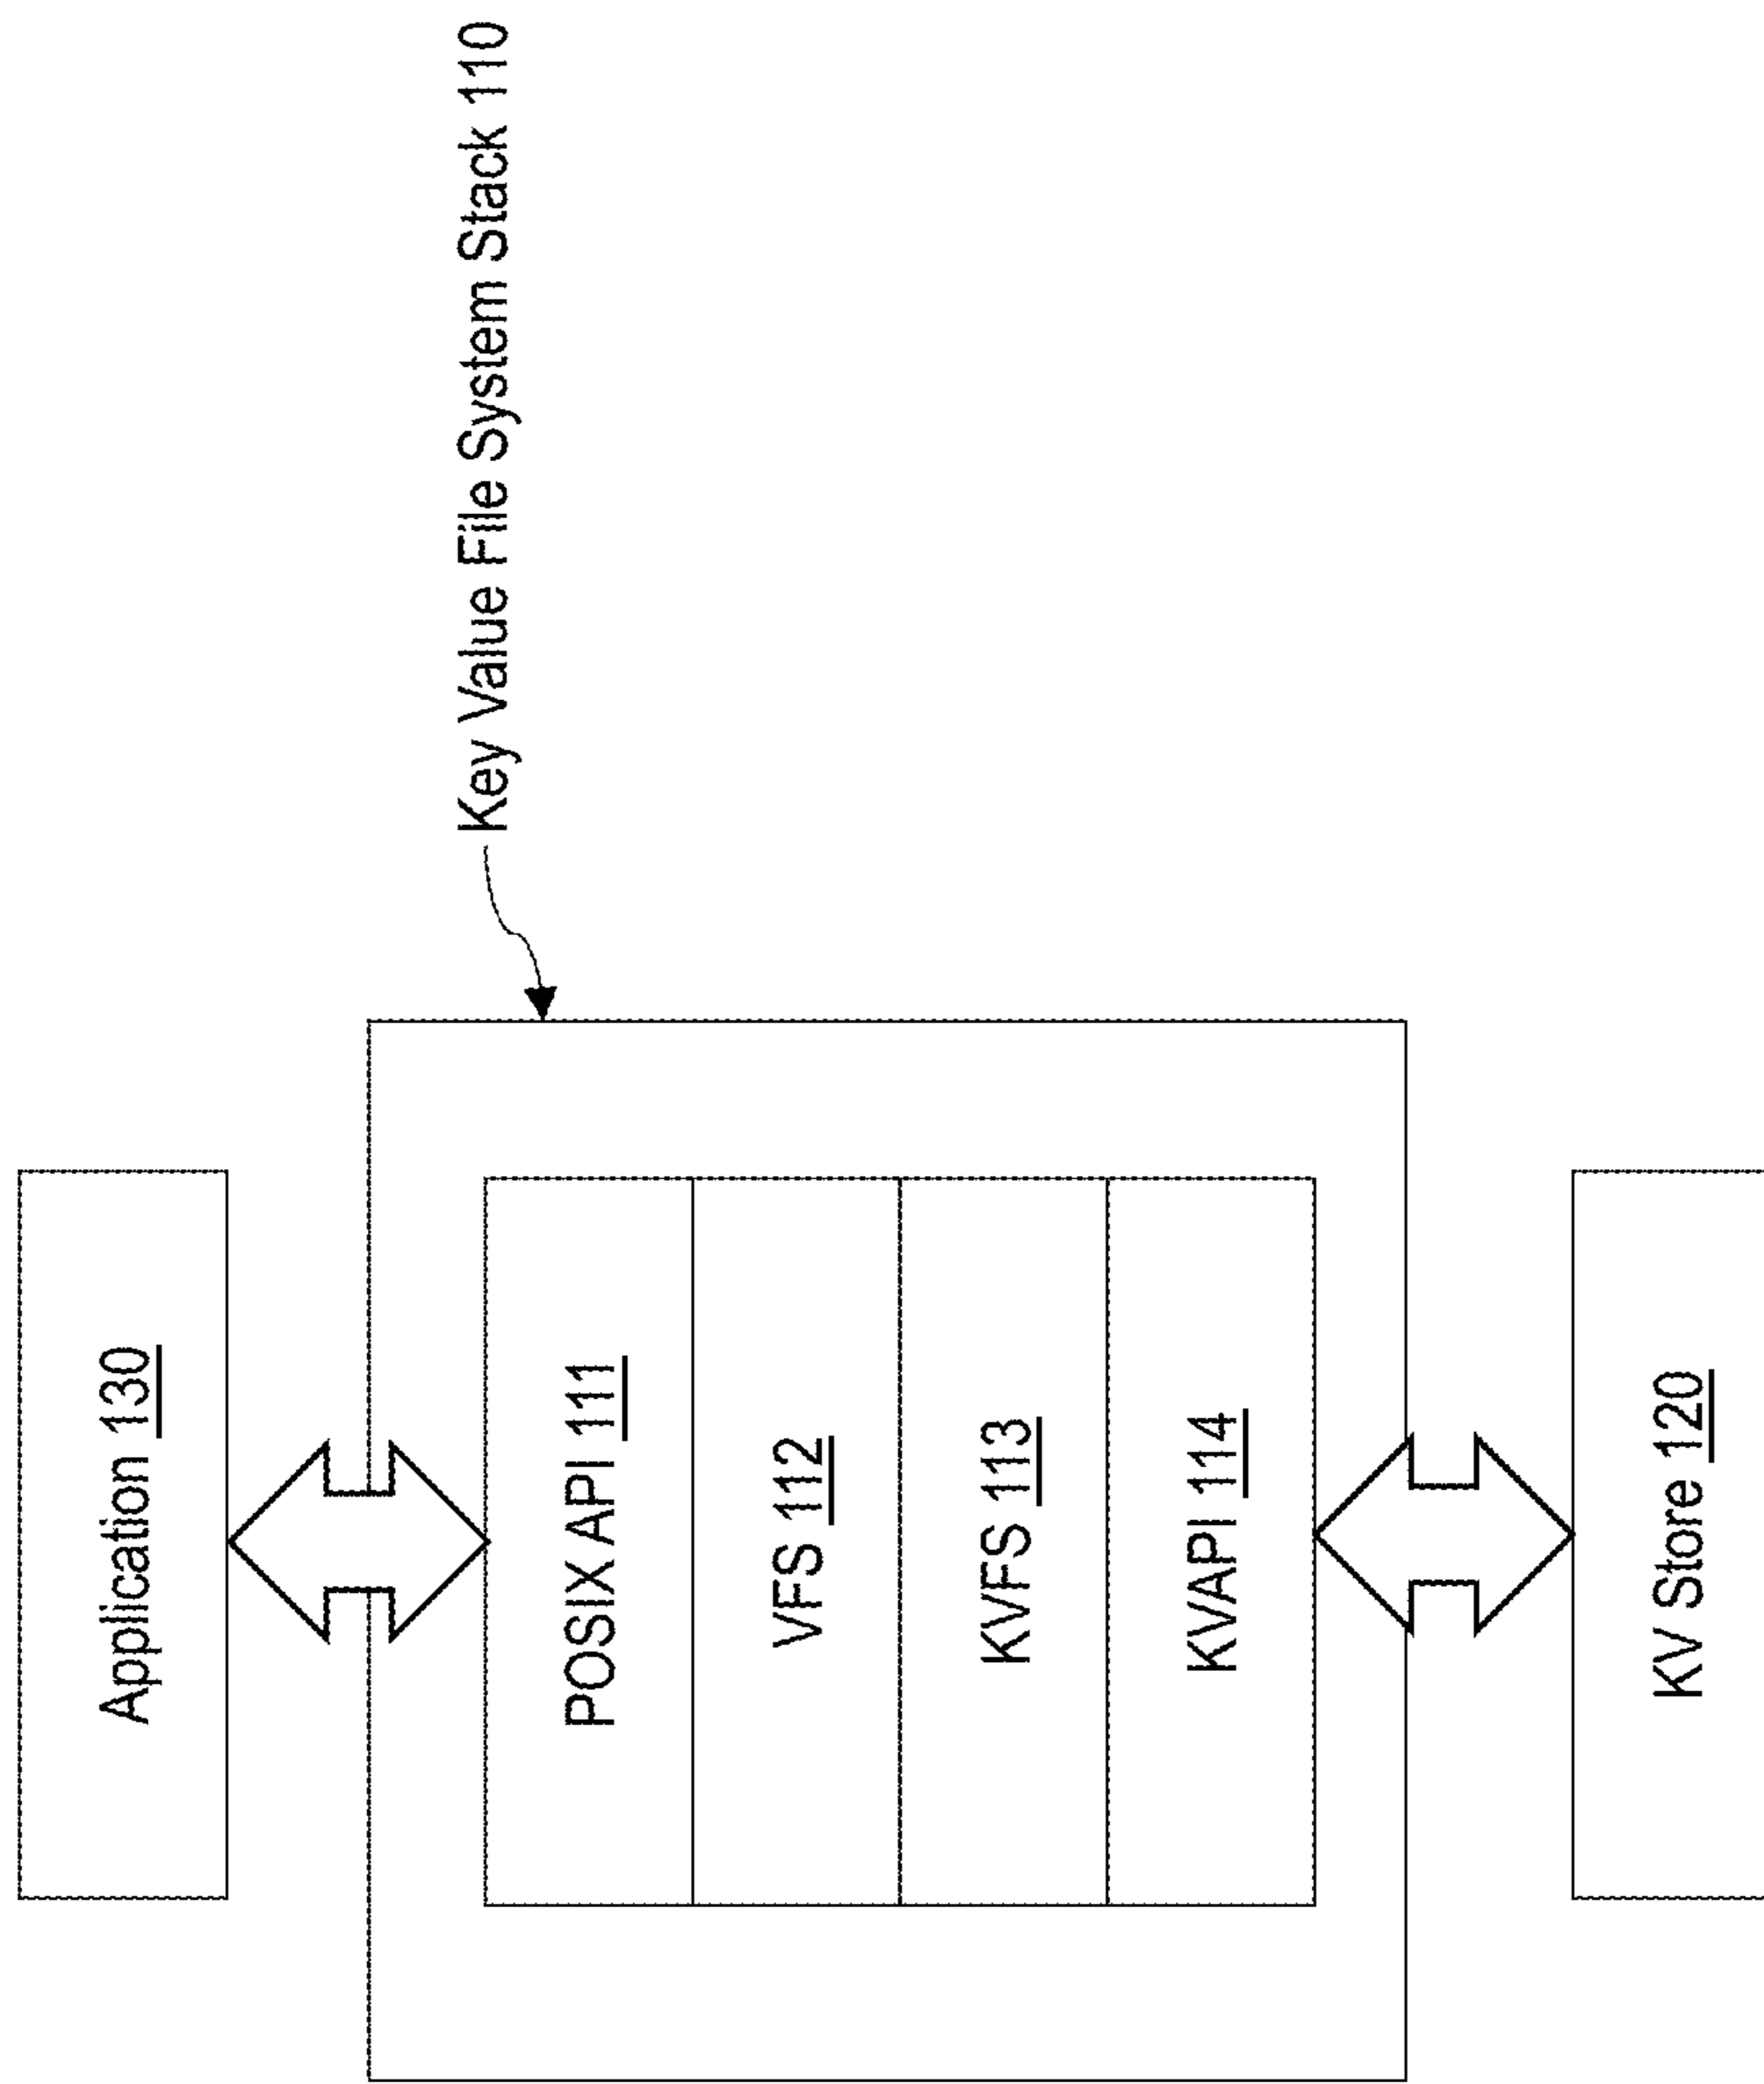 Application 130
Key Value File System Stack 110
POSIX API 111
VFS 112
KVFS 113
KVAPI 114
KV Store 120